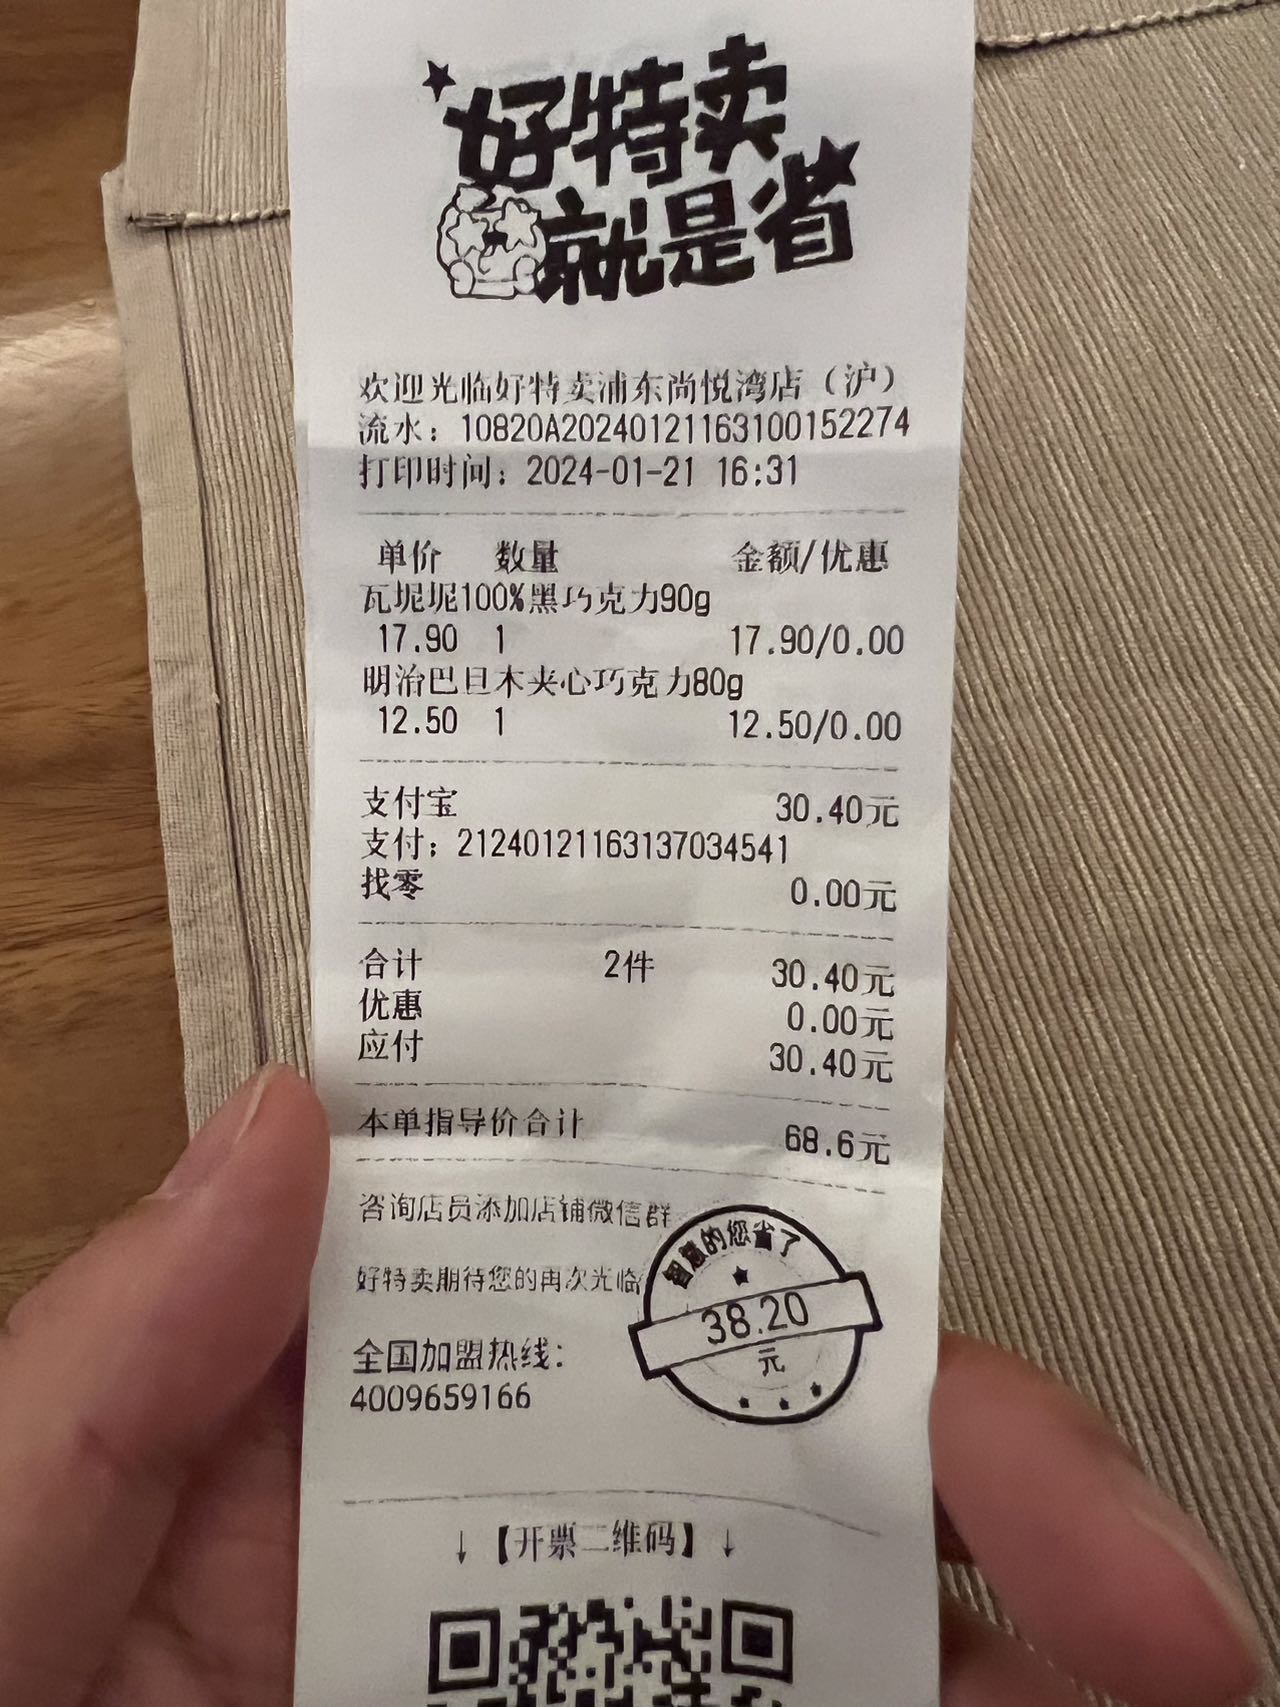 好特卖
就是省
欢迎光临好特卖浦东尚悦湾店（沪）
流水：10820A20240121163100152274
打印时间：2024-01-21 16:31
单价 数量 金额/优惠
瓦坭坭100%黑巧克力90g
17.90 1 17.90/0.00
明治巴旦木夹心巧克力80g
12.50 1 12.50/0.00
支付宝 30.40元
支付：21240121163137034541
找零 0.00元
合计 2件 30.40元
优惠 0.00元
应付 30.40元
本单指导价合计 68.6元
咨询店员添加店铺微信群
好特卖期待您的再次光临
智慧的您省了
38.20
元
全国加盟热线：
4009659166
↓【开票二维码】↓